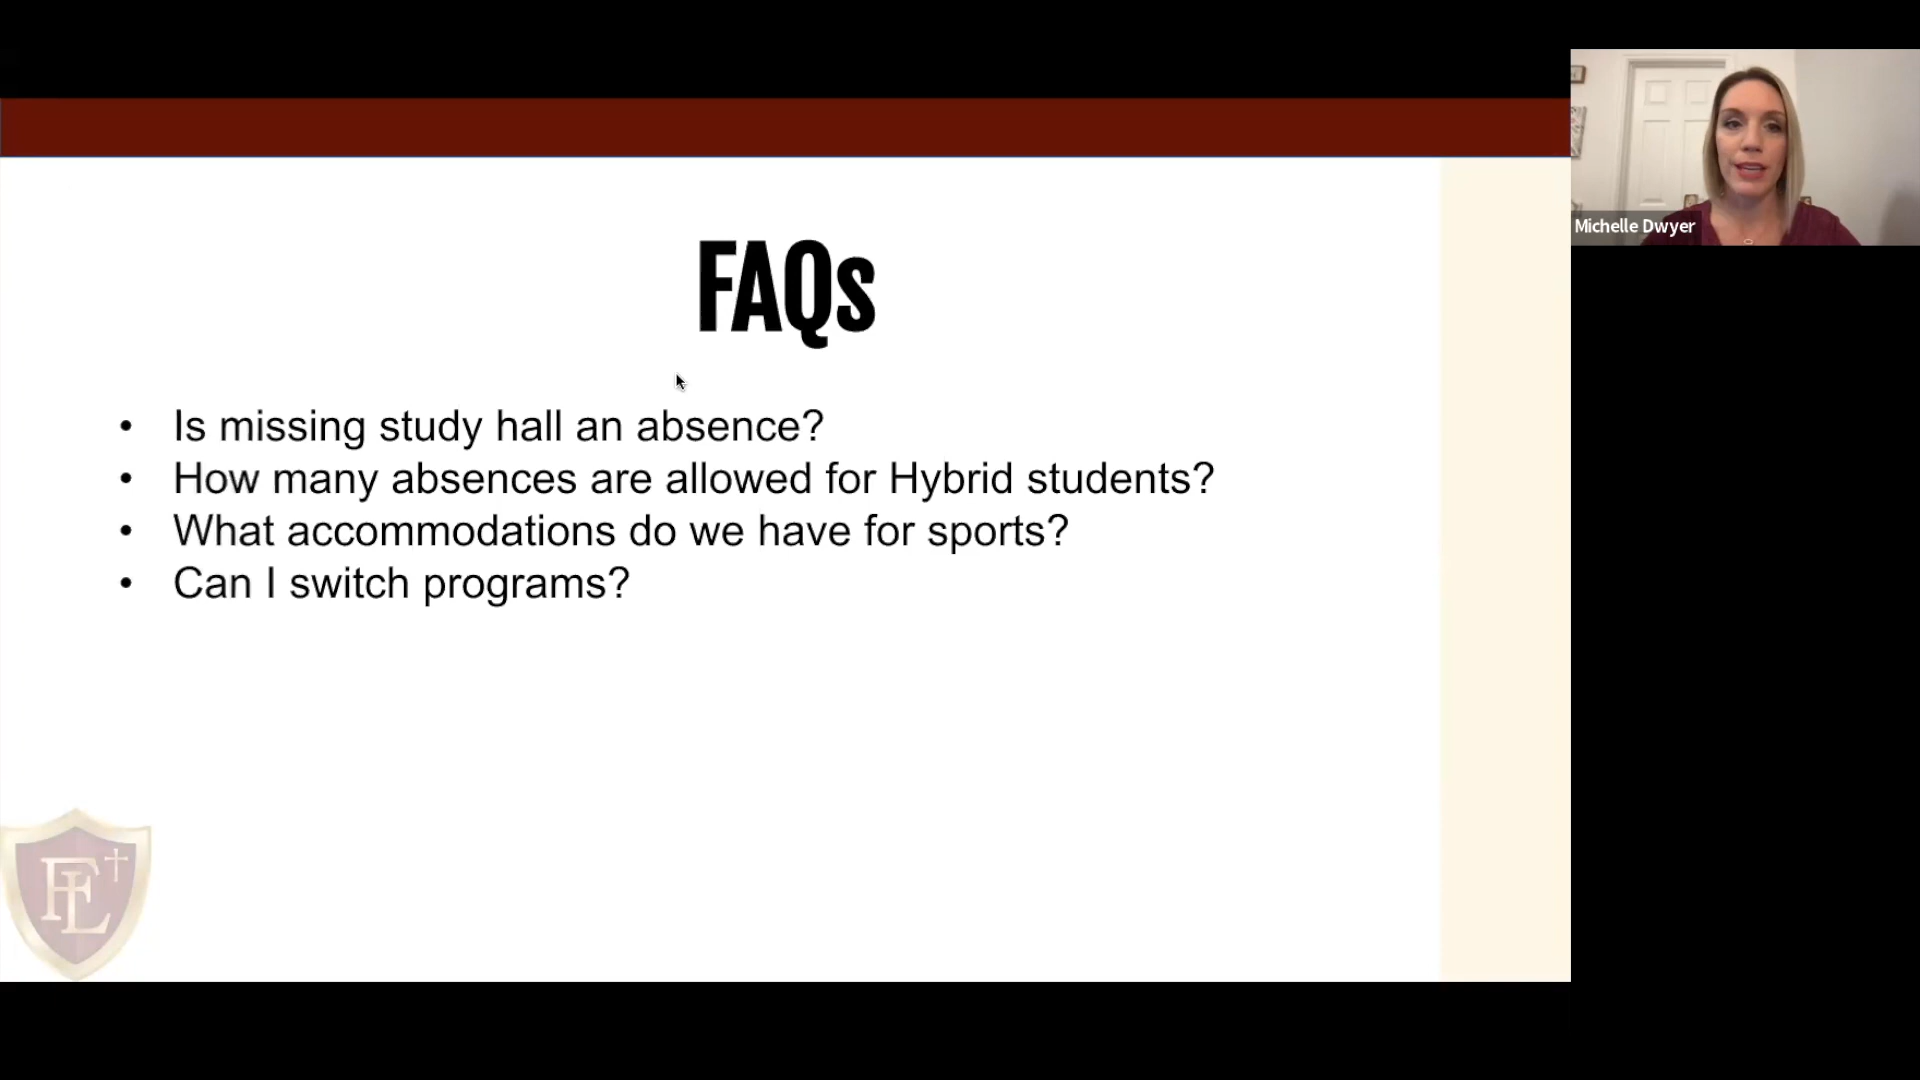 FAQs
• Is missing study hall an absence?
• How many absences are allowed for Hybrid students?
• What accommodations do we have for sports?
• Can I switch programs?
Michelle Dwyer
FLE